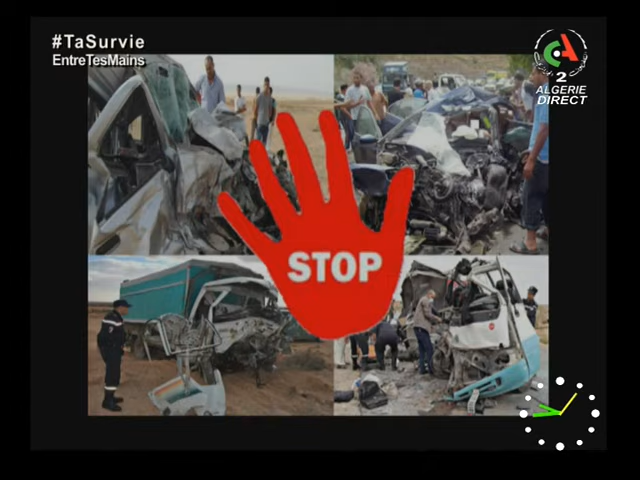 #TaSurvie
EntreTesMains
2
ALGERIE
DIRECT
STOP